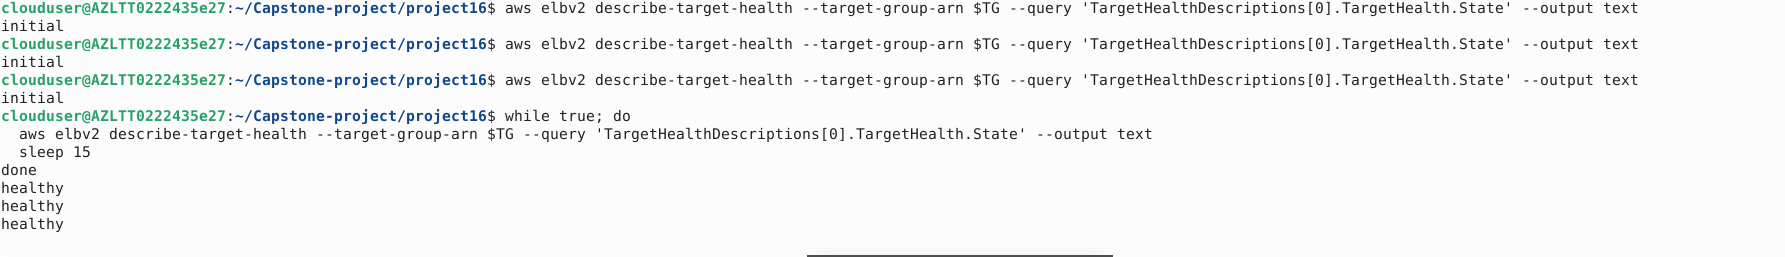 clouduser@AZLTT0222435e27:~/Capstone-project/project16$ aws elbv2 describe-target-health --target-group-arn $TG --query 'TargetHealthDescriptions[0].TargetHealth.State' --output text
initial
clouduser@AZLTT0222435e27:~/Capstone-project/project16$ aws elbv2 describe-target-health --target-group-arn $TG --query 'TargetHealthDescriptions[0].TargetHealth.State' --output text
initial
clouduser@AZLTT0222435e27:~/Capstone-project/project16$ aws elbv2 describe-target-health --target-group-arn $TG --query 'TargetHealthDescriptions[0].TargetHealth.State' --output text
initial
clouduser@AZLTT0222435e27:~/Capstone-project/project16$ while true; do
  aws elbv2 describe-target-health --target-group-arn $TG --query 'TargetHealthDescriptions[0].TargetHealth.State' --output text
  sleep 15
done
healthy
healthy
healthy